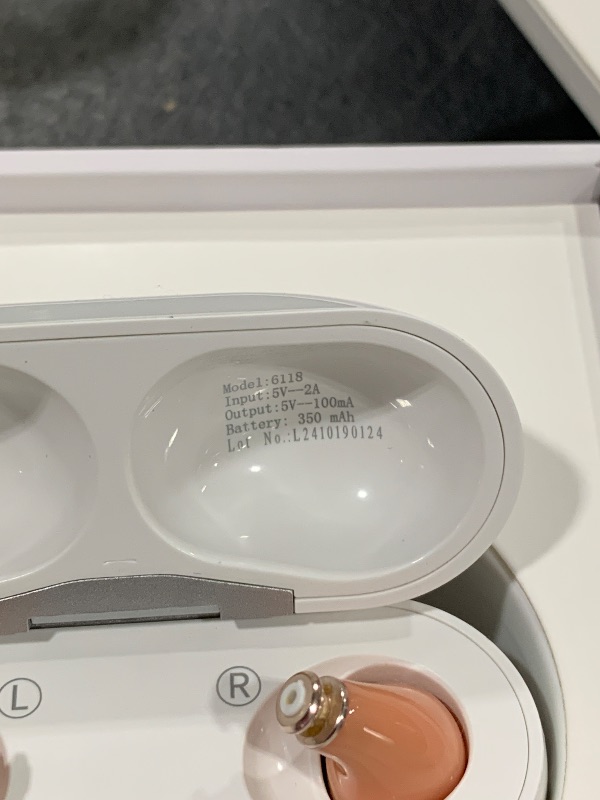 Model:6118
Input:5V--2A
Output:5V--100mA
Battery: 350 mAh
Lot No.:L2410190124
L
R